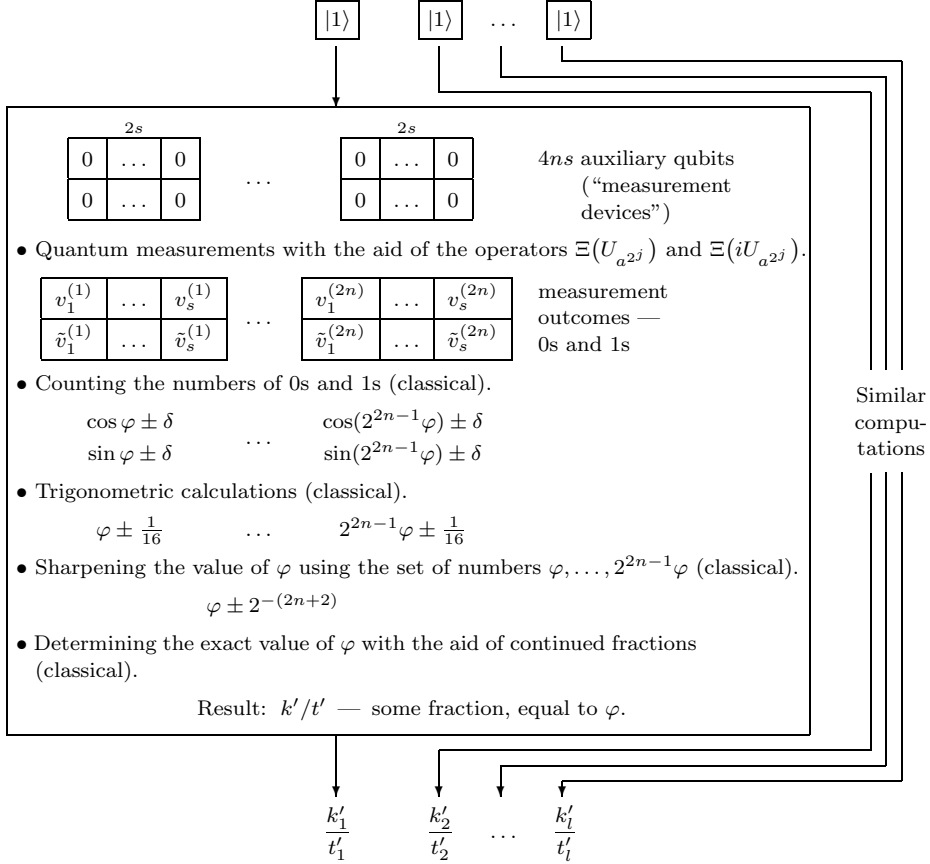 |1⟩ |1⟩ … |1⟩
2s 2s
0 … 0 … 0 … 0 4ns auxiliary qubits
(“measurement
0 … 0 0 … 0 devices”)
• Quantum measurements with the aid of the operators Ξ(U_{a^{2^j}}) and Ξ(iU_{a^{2^j}}).
v_1^{(1)} … v_s^{(1)} … v_1^{(2n)} … v_s^{(2n)} measurement
outcomes —
ṽ_1^{(1)} … ṽ_s^{(1)} ṽ_1^{(2n)} … ṽ_s^{(2n)} 0s and 1s
• Counting the numbers of 0s and 1s (classical).
cos φ ± δ … cos(2^{2n−1}φ) ± δ
sin φ ± δ sin(2^{2n−1}φ) ± δ
Similar
compu-
tations
• Trigonometric calculations (classical).
φ ± 1/16 … 2^{2n−1}φ ± 1/16
• Sharpening the value of φ using the set of numbers φ, …, 2^{2n−1}φ (classical).
φ ± 2^{−(2n+2)}
• Determining the exact value of φ with the aid of continued fractions
(classical).
Result: k′/t′ — some fraction, equal to φ.
k′_1/t′_1 k′_2/t′_2 … k′_l/t′_l